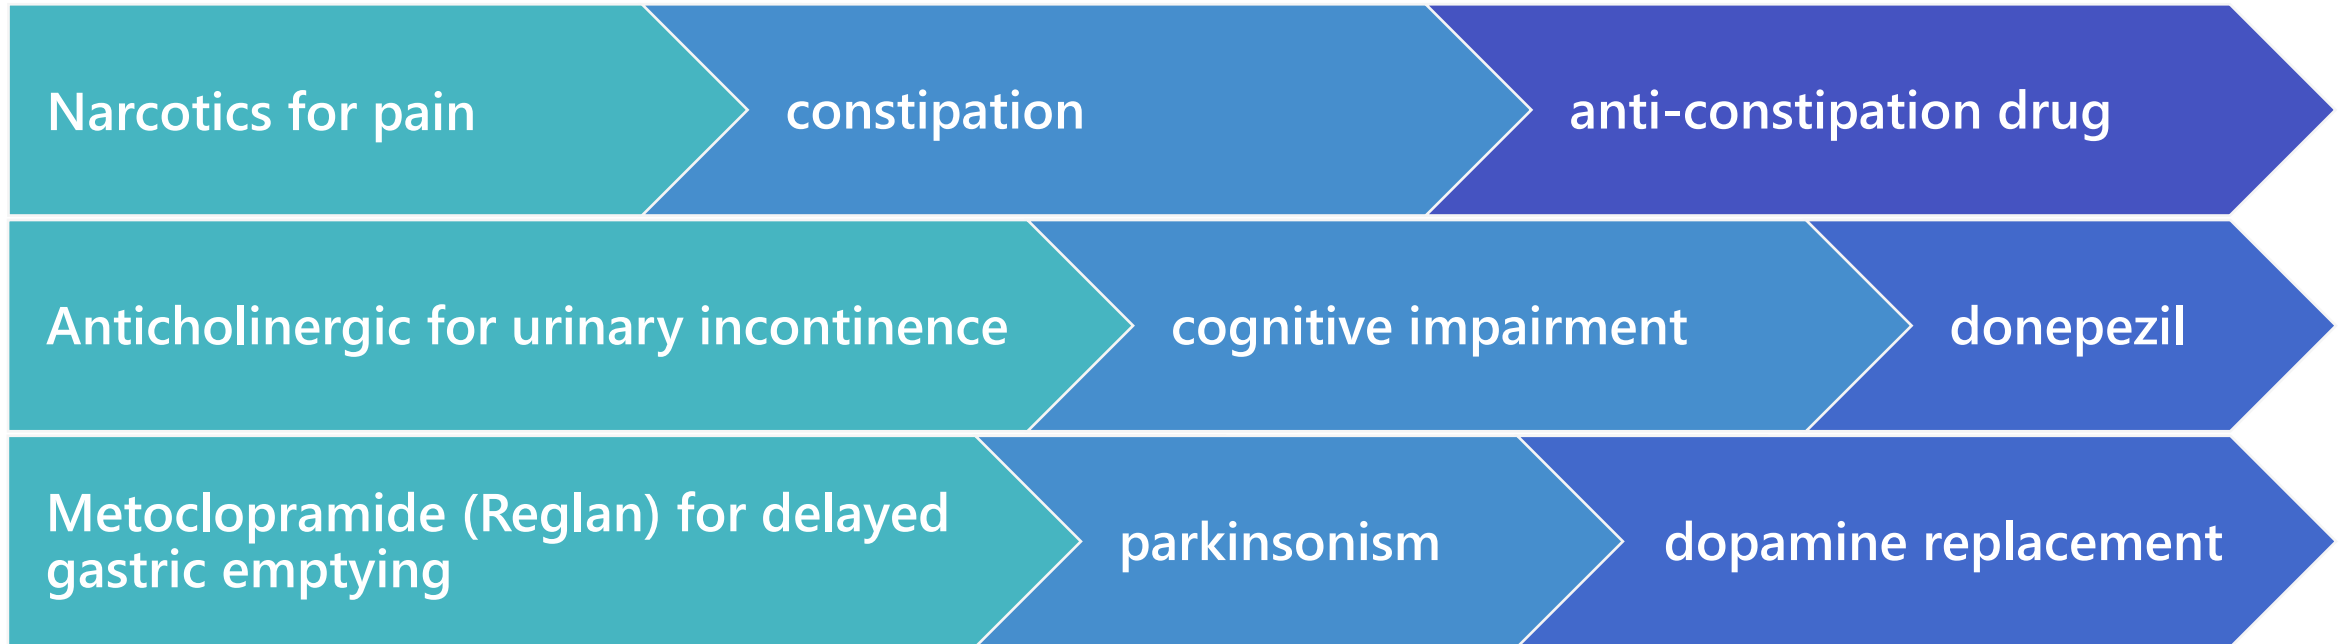 Narcotics for pain
constipation
anti-constipation drug
Anticholinergic for urinary incontinence
cognitive impairment
donepezil
Metoclopramide (Reglan) for delayed
gastric emptying
parkinsonism
dopamine replacement